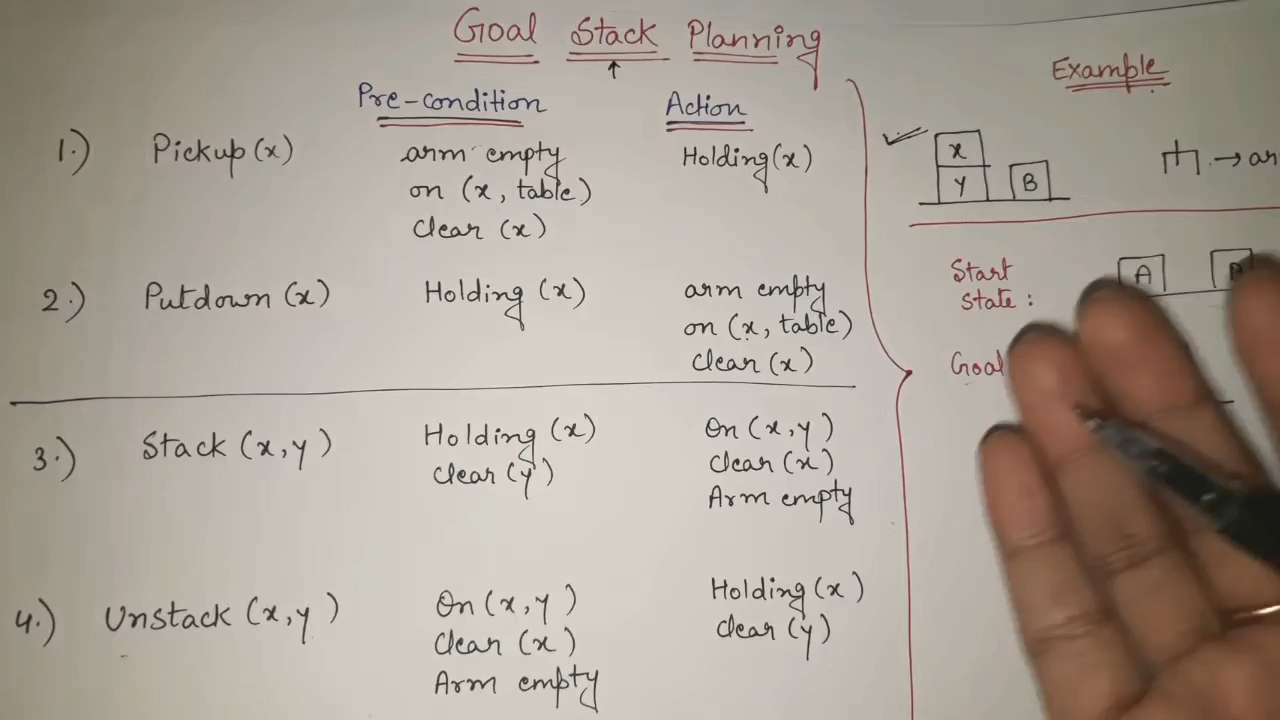 Goal Stack Planning
Pre-condition Action
1.) Pickup (x) arm empty Holding (x)
on (x, table)
Clear (x)
2.) Putdown (x) Holding (x) arm empty
on (x, table)
Clear (x)
3.) Stack (x, y) Holding (x) On (x, y)
Clear (y) Clear (x)
Arm empty
4.) Unstack (x, y) On (x, y) Holding (x)
Clear (x) Clear (y)
Arm empty
Example
x
y B
Start A
state :
Goal